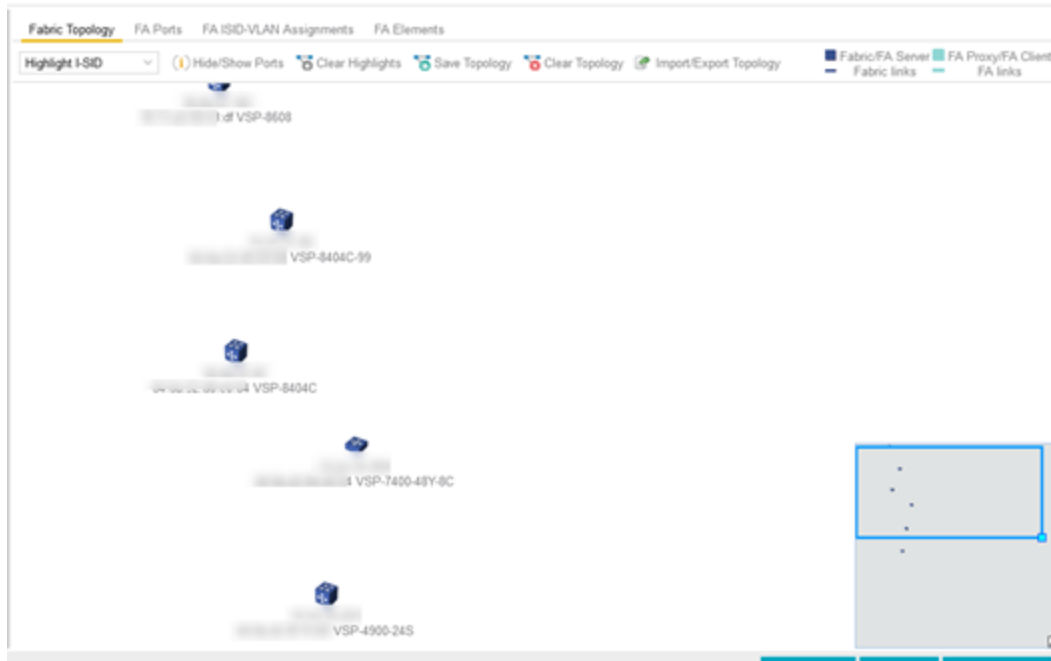 Fabric Topology FA Ports FA ISID-VLAN Assignments FA Elements
Highlight I-SID Hide/Show Ports Clear Highlights Save Topology Clear Topology Import/Export Topology
Fabric/FA Server FA Proxy/FA Client
Fabric links FA links
VSP-8608
VSP-8404C-99
VSP-8404C
VSP-7400-48Y-8C
VSP-4900-24S